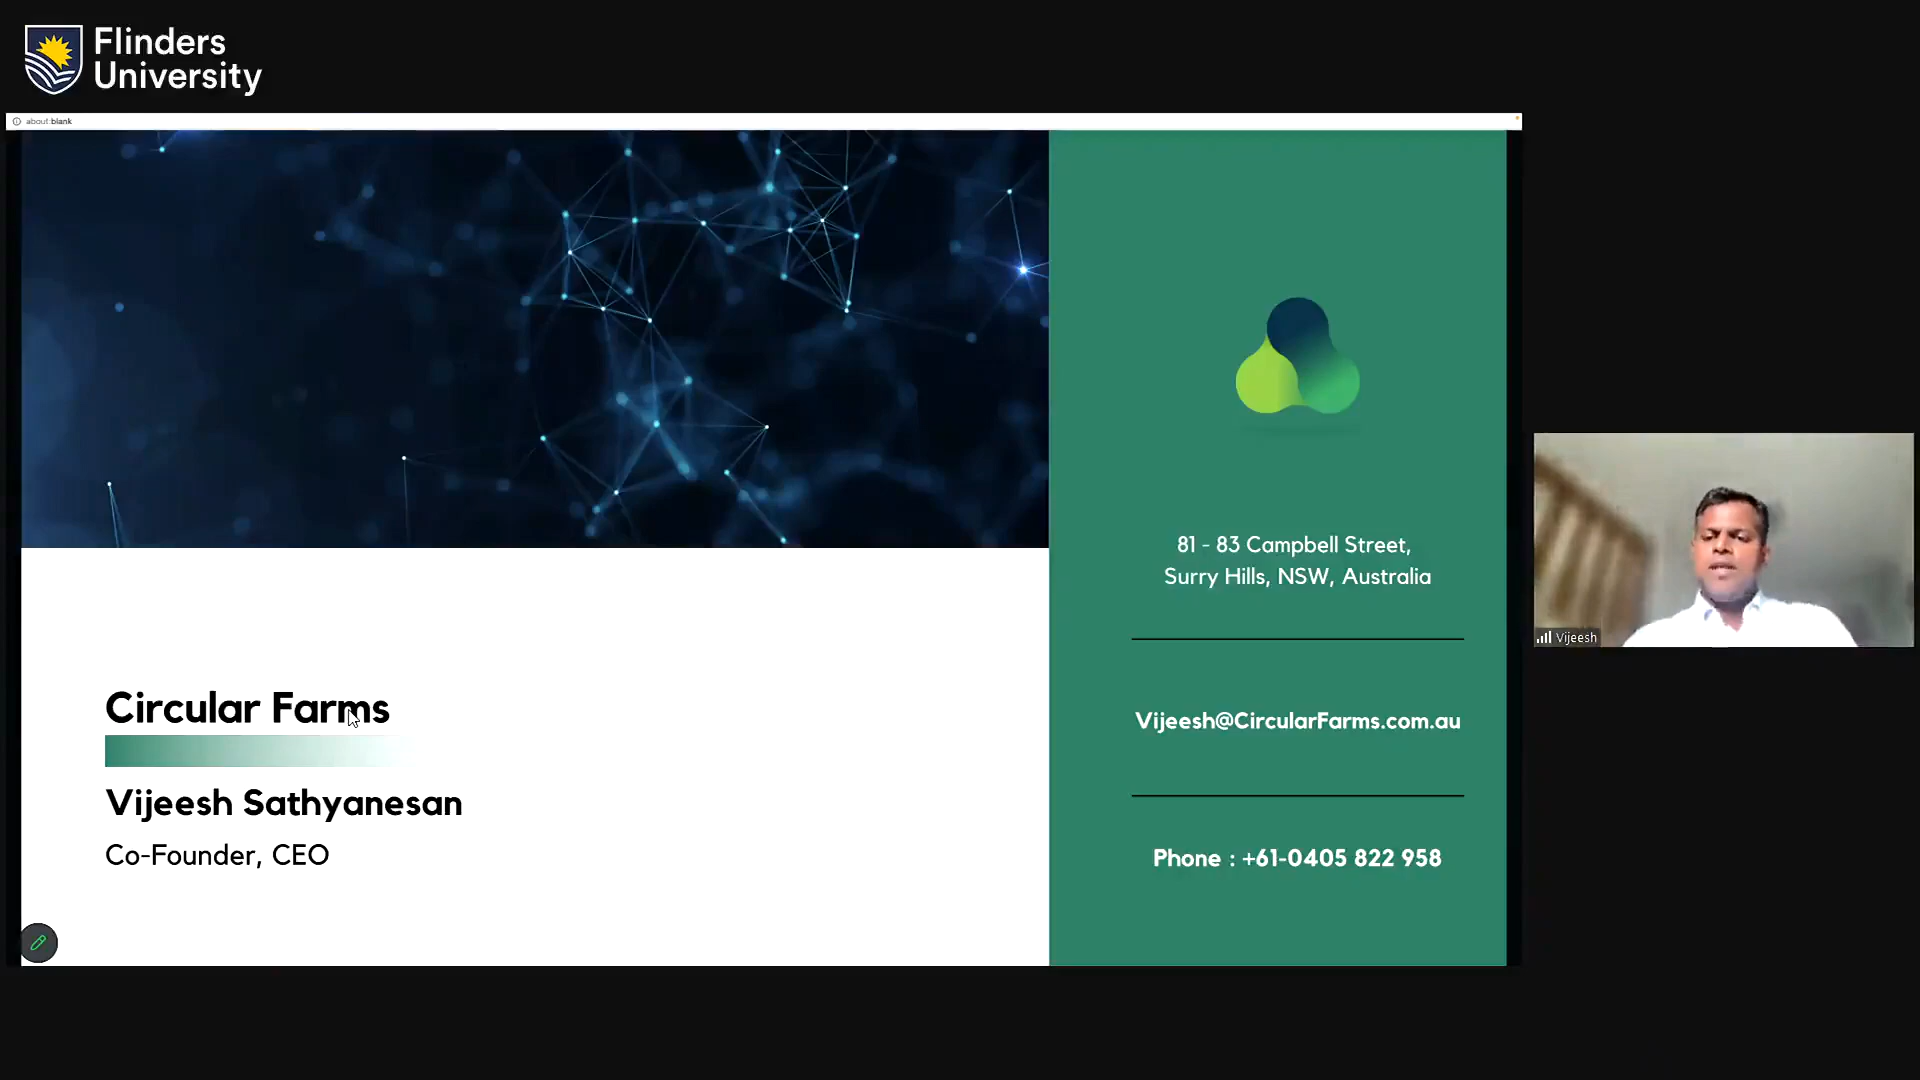 Flinders
University
about:blank
81 - 83 Campbell Street,
Surry Hills, NSW, Australia
Vijeesh@CircularFarms.com.au
Phone : +61-0405 822 958
Circular Farms
Vijeesh Sathyanesan
Co-Founder, CEO
Vijeesh